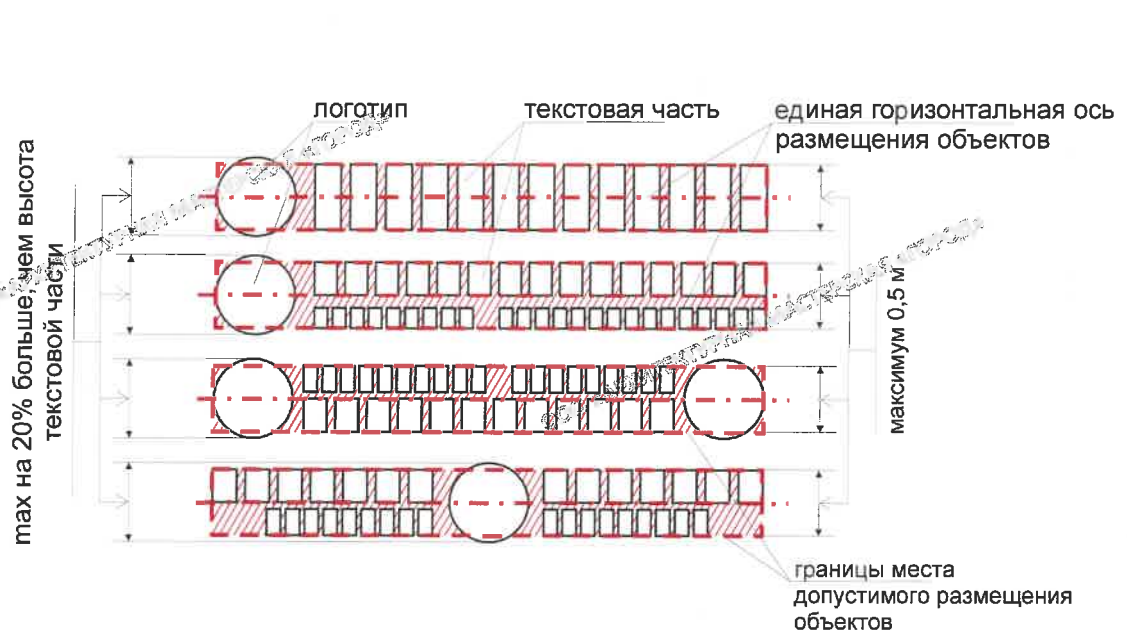 логотип
текстовая часть
единая горизонтальная ось
размещения объектов
max на 20% больше, чем высота
текстовой части
максимум 0,5 м
границы места
допустимого размещения
объектов